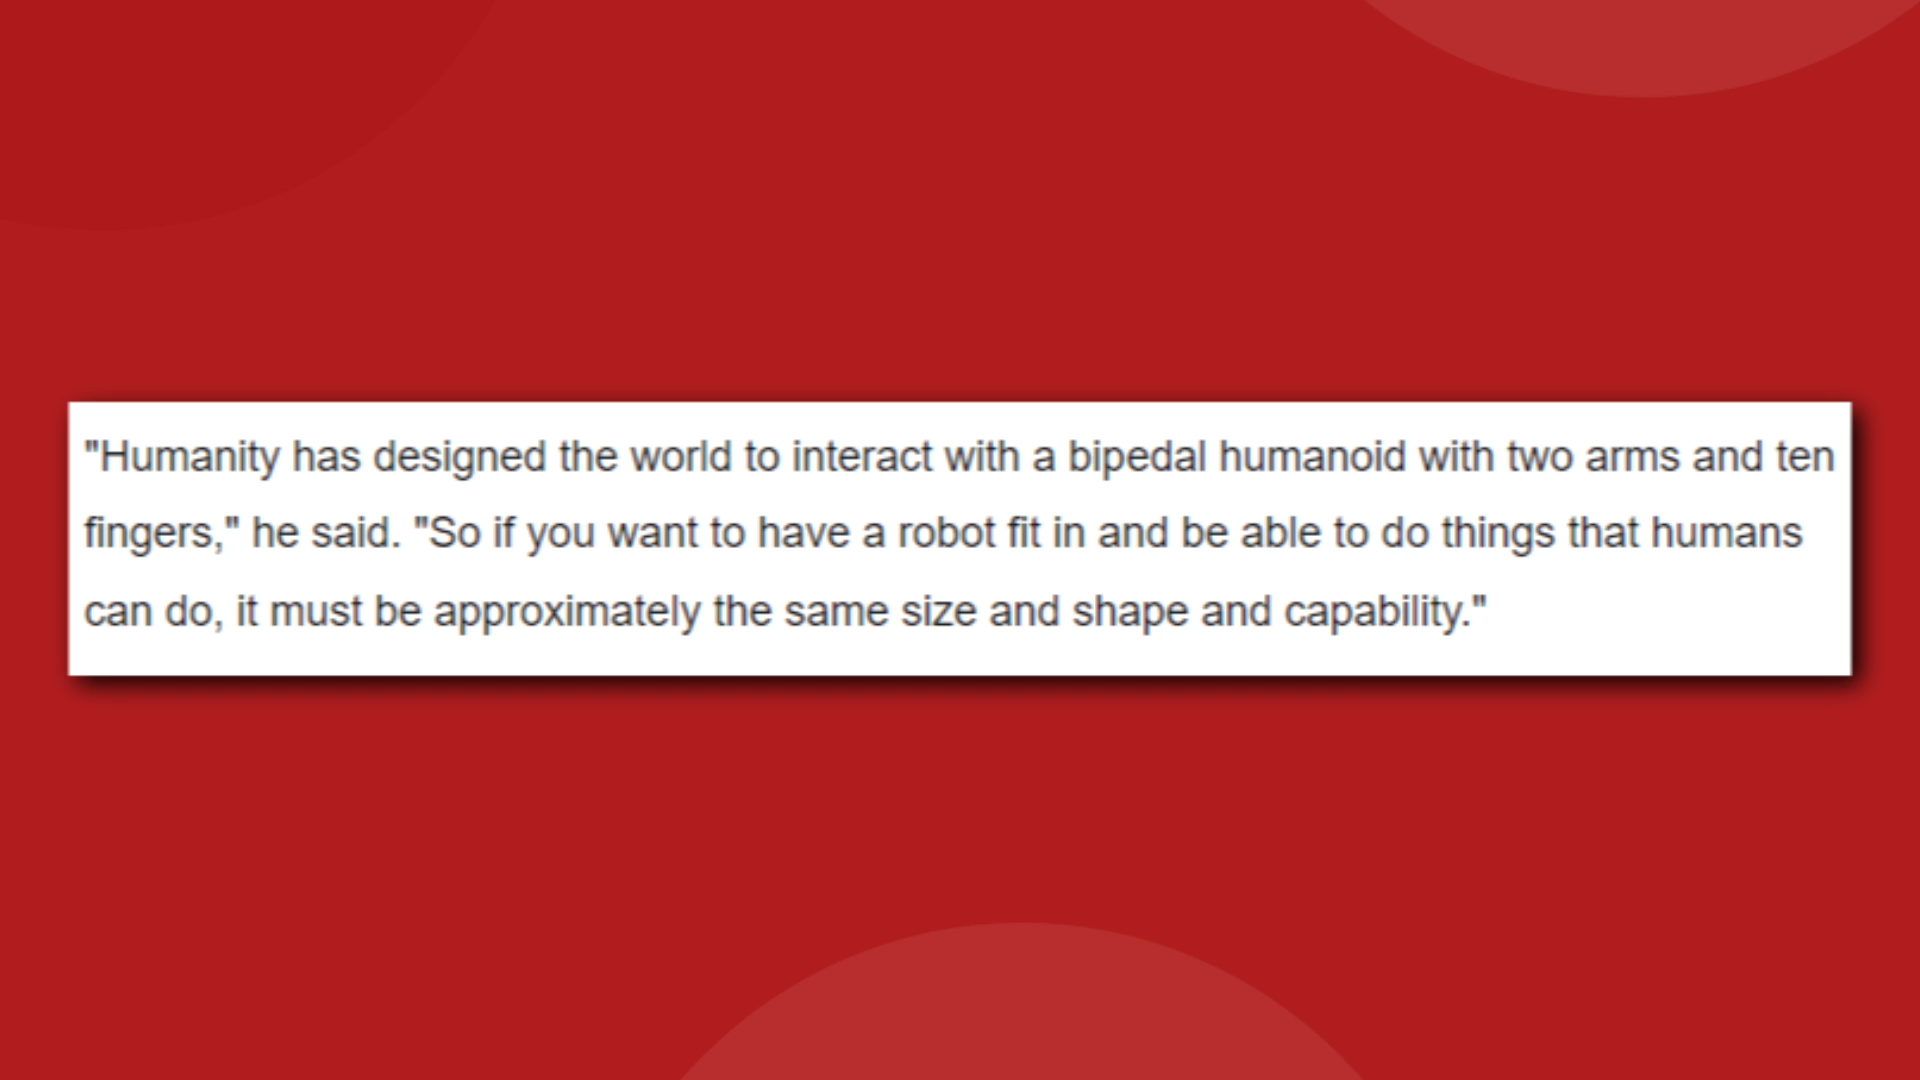 "Humanity has designed the world to interact with a bipedal humanoid with two arms and ten
fingers," he said. "So if you want to have a robot fit in and be able to do things that humans
can do, it must be approximately the same size and shape and capability."